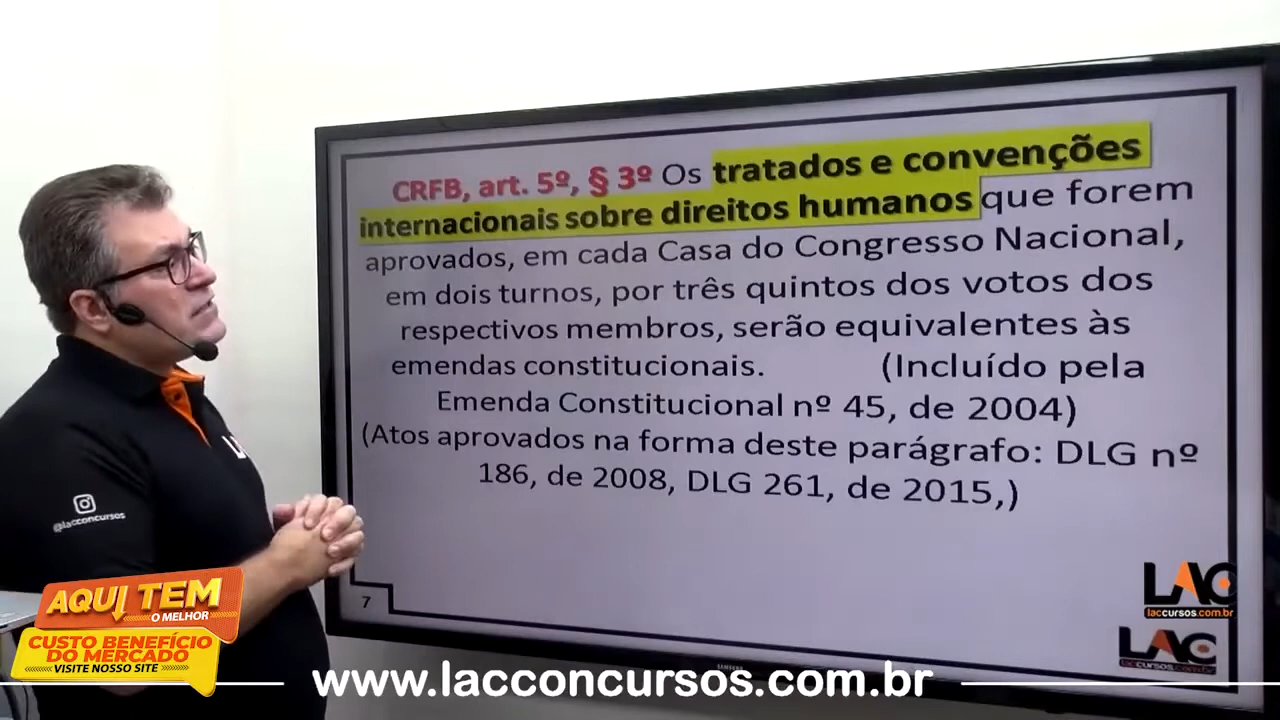 CRFB, art. 5º, § 3º Os tratados e convenções
internacionais sobre direitos humanos que forem
aprovados, em cada Casa do Congresso Nacional,
em dois turnos, por três quintos dos votos dos
respectivos membros, serão equivalentes às
emendas constitucionais. (Incluído pela
Emenda Constitucional nº 45, de 2004)
(Atos aprovados na forma deste parágrafo: DLG nº
186, de 2008, DLG 261, de 2015,)
7
LAC
laccursos.com.br
LAC
laccursos.com.br
SAMSUNG
@lacconcursos
AQUI TEM
O MELHOR
CUSTO BENEFÍCIO
DO MERCADO
VISITE NOSSO SITE
www.lacconcursos.com.br